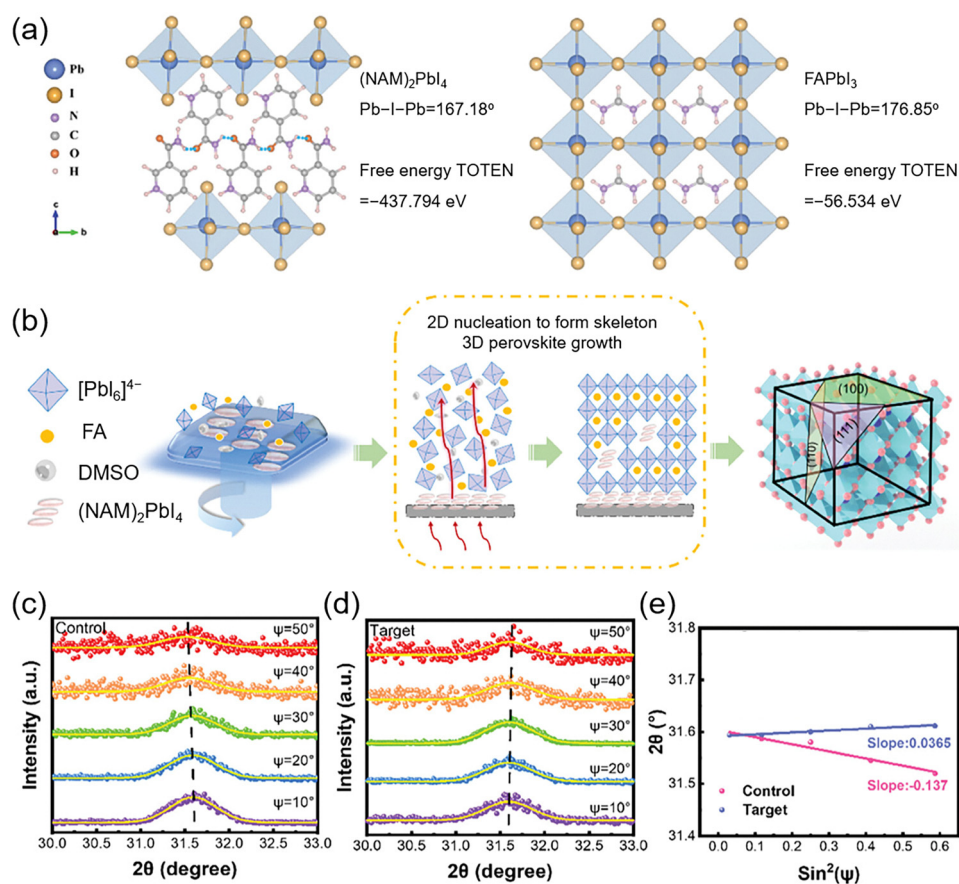 (a)
Pb
I
N
C
O
H
c
b
(NAM)₂PbI₄
Pb−I−Pb=167.18º
Free energy TOTEN
=−437.794 eV
FAPbI₃
Pb−I−Pb=176.85º
Free energy TOTEN
=−56.534 eV
(b)
[PbI₆]⁴⁻
FA
DMSO
(NAM)₂PbI₄
2D nucleation to form skeleton
3D perovskite growth
(100)
(111)
(110)
(c)
Control
ψ=50°
ψ=40°
ψ=30°
ψ=20°
ψ=10°
Intensity (a.u.)
30.0 30.5 31.0 31.5 32.0 32.5 33.0
2θ (degree)
(d)
Target
ψ=50°
ψ=40°
ψ=30°
ψ=20°
ψ=10°
Intensity (a.u.)
30.0 30.5 31.0 31.5 32.0 32.5 33.0
2θ (degree)
(e)
31.8
31.7
31.6
31.5
31.4
2θ (°)
Slope:0.0365
Slope:-0.137
Control
Target
0.0 0.1 0.2 0.3 0.4 0.5 0.6
Sin²(ψ)